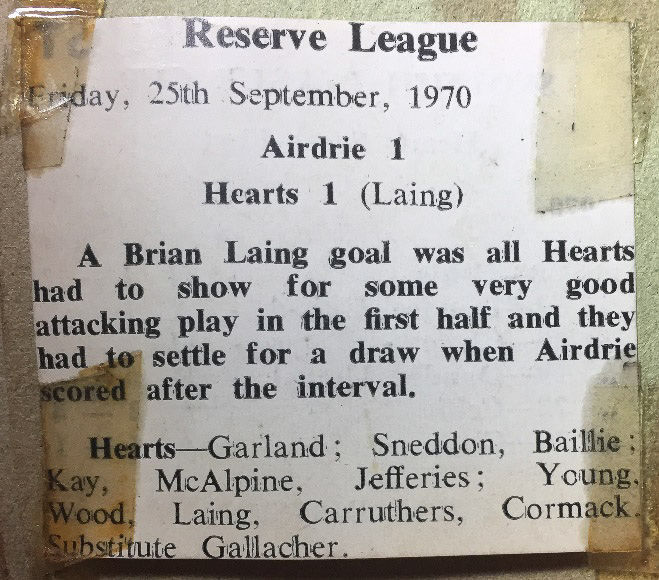 Reserve League
Friday, 25th September, 1970
Airdrie 1
Hearts 1 (Laing)
A Brian Laing goal was all Hearts
had to show for some very good
attacking play in the first half and they
had to settle for a draw when Airdrie
scored after the interval.
Hearts—Garland; Sneddon, Baillie;
Kay, McAlpine, Jefferies; Young,
Wood, Laing, Carruthers, Cormack.
Substitute Gallacher.